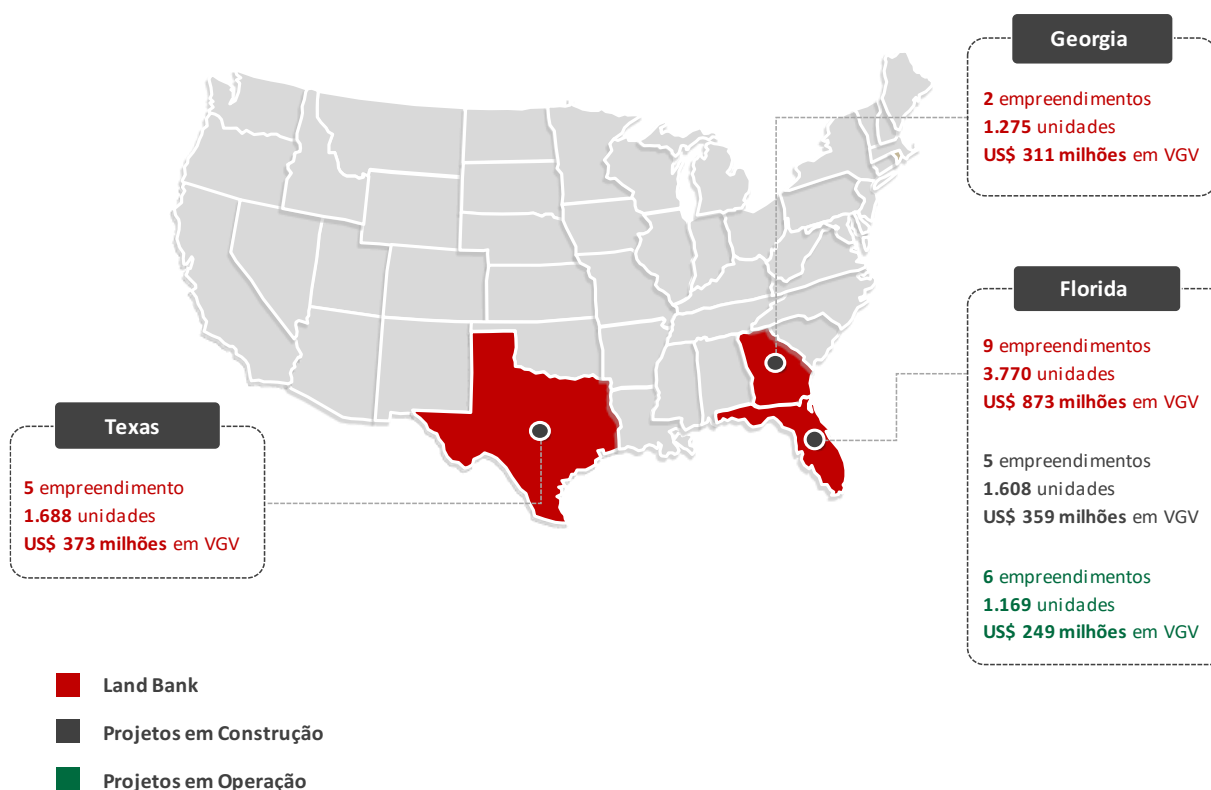 Georgia
2 empreendimentos
1.275 unidades
US$ 311 milhões em VGV
Florida
9 empreendimentos
3.770 unidades
US$ 873 milhões em VGV
5 empreendimentos
1.608 unidades
US$ 359 milhões em VGV
6 empreendimentos
1.169 unidades
US$ 249 milhões em VGV
Texas
5 empreendimento
1.688 unidades
US$ 373 milhões em VGV
Land Bank
Projetos em Construção
Projetos em Operação